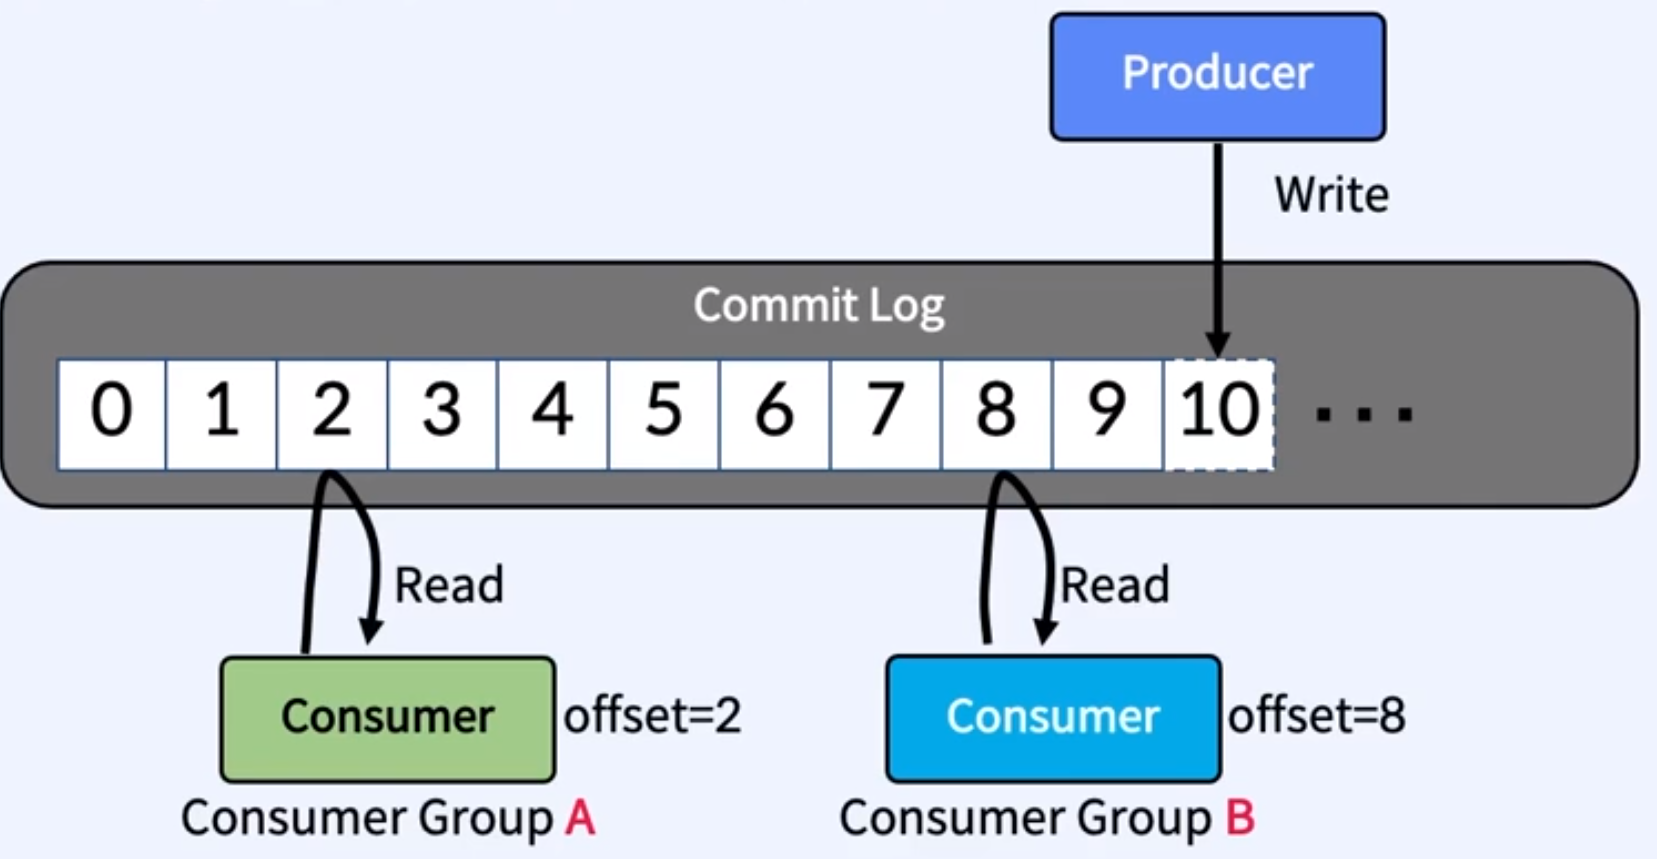 Producer
Write
Commit Log
0 1 2 3 4 5 6 7 8 9 10 ...
Read Read
Consumer offset=2 Consumer offset=8
Consumer Group A Consumer Group B